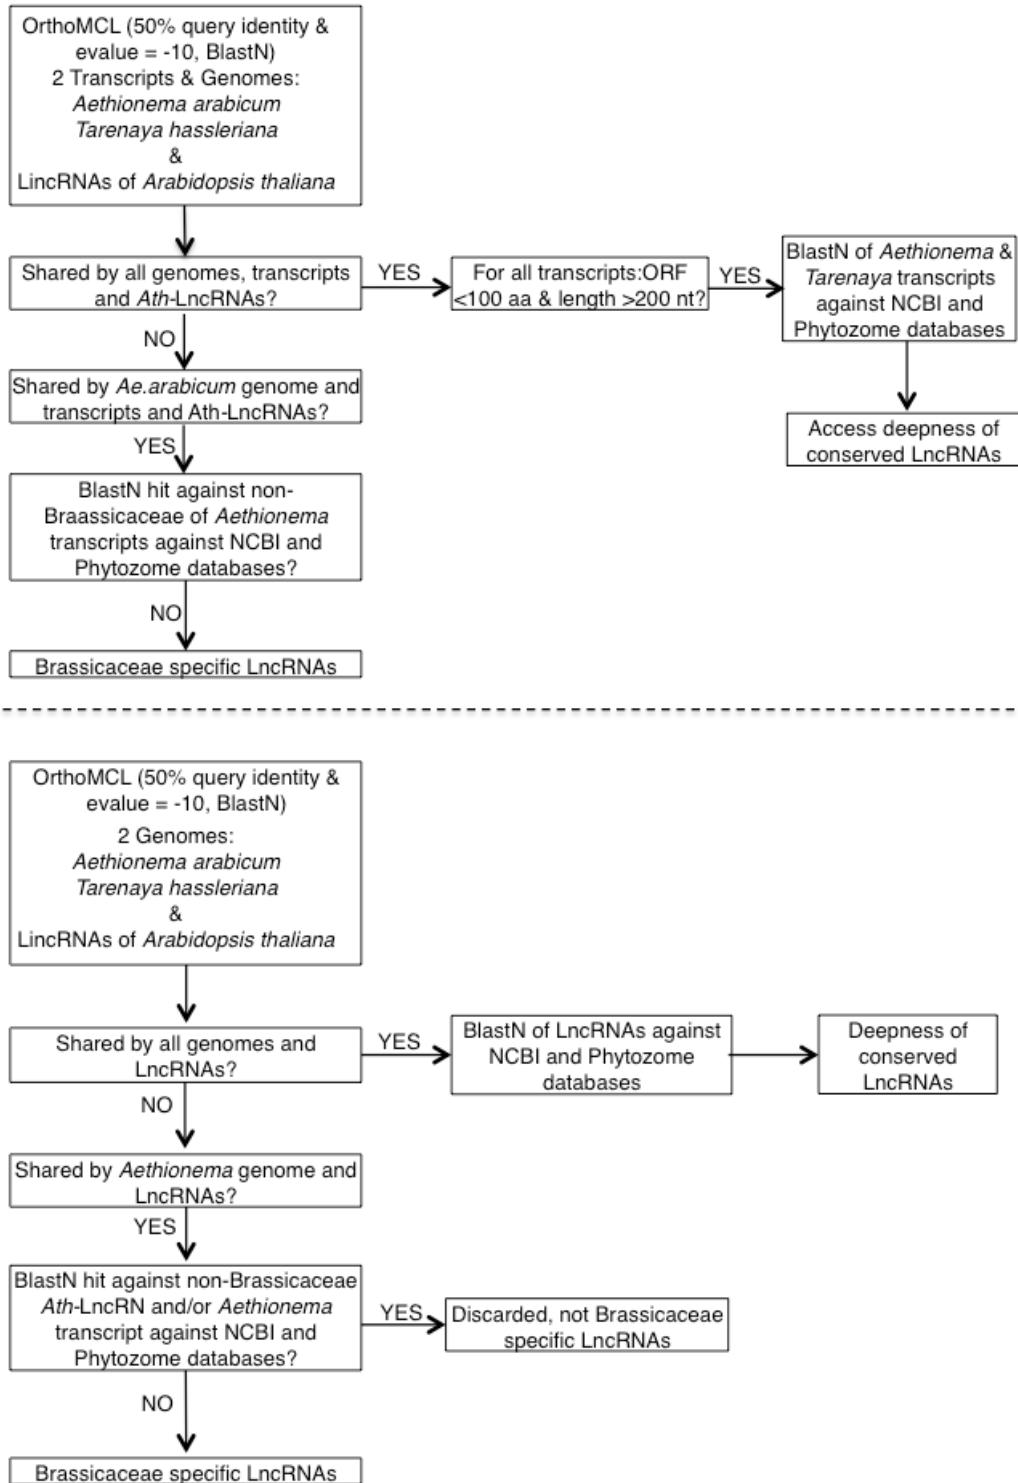 OrthoMCL (50% query identity &
evalue = -10, BlastN)
2 Transcripts & Genomes:
Aethionema arabicum
Tarenaya hassleriana
&
LincRNAs of Arabidopsis thaliana
Shared by all genomes, transcripts
and Ath-LncRNAs?
YES
For all transcripts:ORF
<100 aa & length >200 nt?
YES
BlastN of Aethionema &
Tarenaya transcripts
against NCBI and
Phytozome databases
Access deepness of
conserved LncRNAs
NO
Shared by Ae.arabicum genome and
transcripts and Ath-LncRNAs?
YES
BlastN hit against non-
Braassicaceae of Aethionema
transcripts against NCBI and
Phytozome databases?
NO
Brassicaceae specific LncRNAs
OrthoMCL (50% query identity &
evalue = -10, BlastN)
2 Genomes:
Aethionema arabicum
Tarenaya hassleriana
&
LincRNAs of Arabidopsis thaliana
Shared by all genomes and
LncRNAs?
YES
BlastN of LncRNAs against
NCBI and Phytozome
databases
Deepness of
conserved
LncRNAs
NO
Shared by Aethionema genome and
LncRNAs?
YES
BlastN hit against non-Brassicaceae
Ath-LncRN and/or Aethionema
transcript against NCBI and
Phytozome databases?
YES
Discarded, not Brassicaceae
specific LncRNAs
NO
Brassicaceae specific LncRNAs